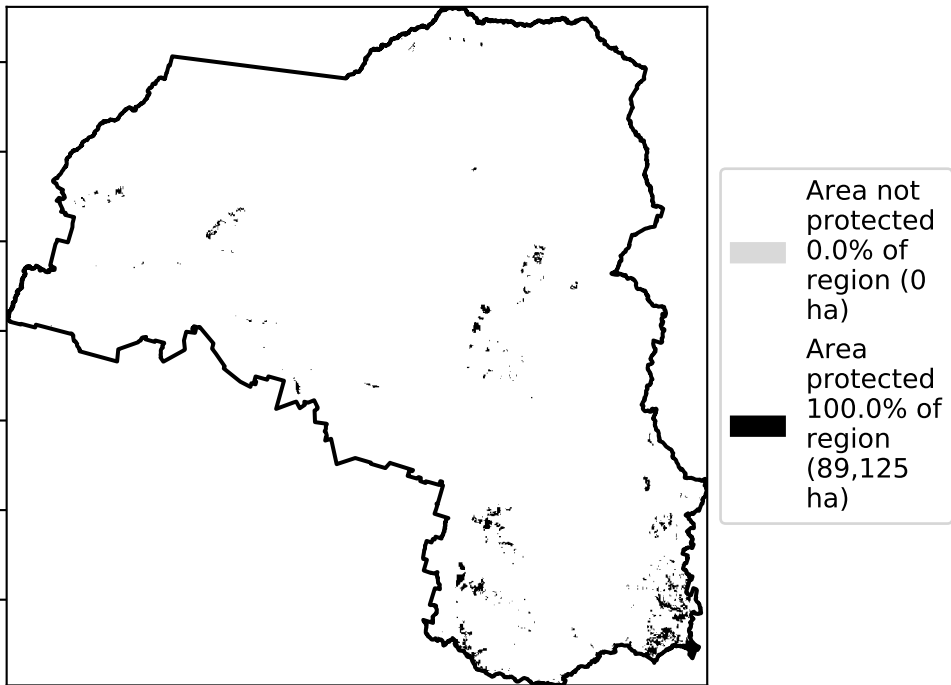 Area not
protected
0.0% of
region (0
ha)
Area
protected
100.0% of
region
(89,125
ha)